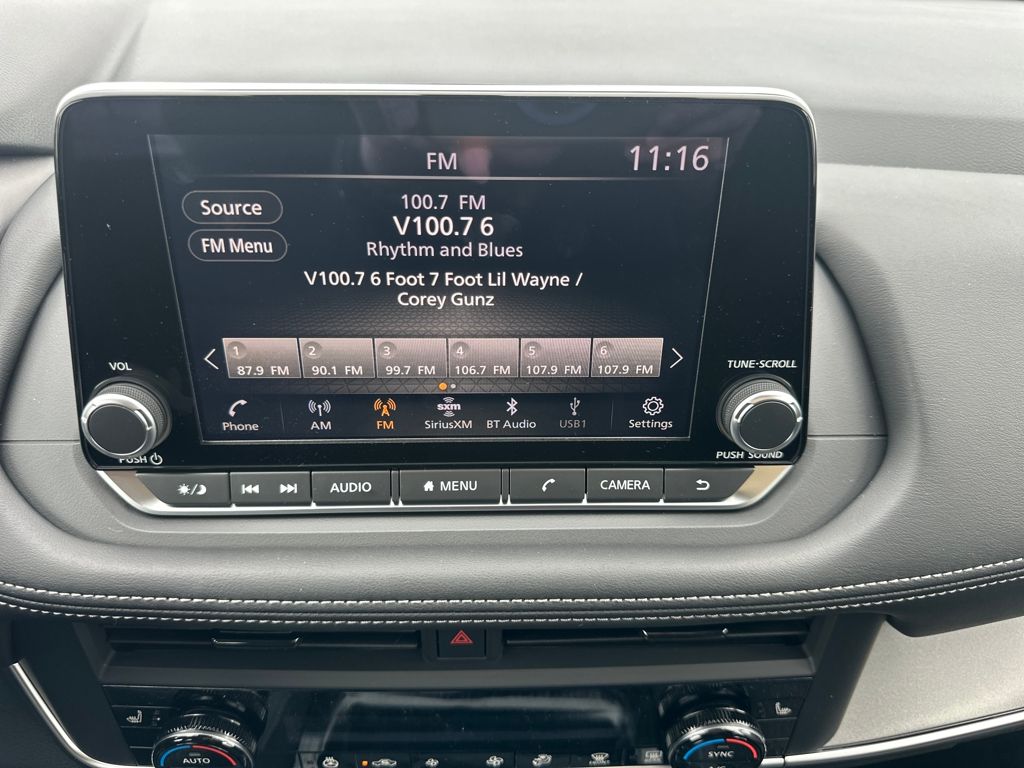 FM
11:16
Source
100.7 FM
V100.7 6
FM Menu
Rhythm and Blues
V100.7 6 Foot 7 Foot Lil Wayne /
Corey Gunz
1 2 3 4 5 6
87.9 FM 90.1 FM 99.7 FM 106.7 FM 107.9 FM 107.9 FM
VOL
TUNE·SCROLL
sxm
Phone AM FM SiriusXM BT Audio USB1 Settings
PUSH
PUSH SOUND
AUDIO MENU CAMERA
AUTO
SYNC